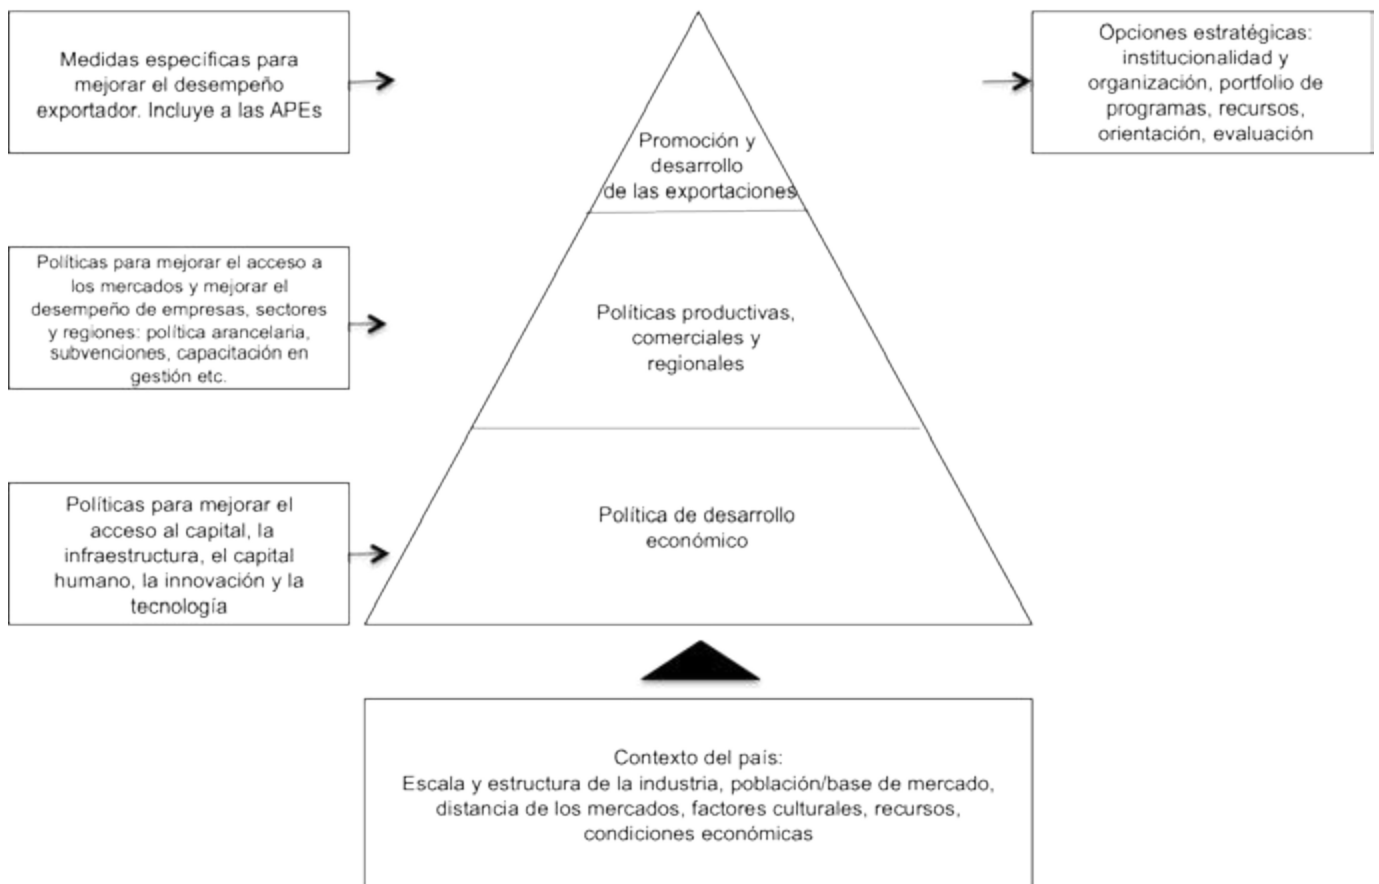 Medidas específicas para
mejorar el desempeño
exportador. Incluye a las APEs
Opciones estratégicas:
institucionalidad y
organización, portfolio de
programas, recursos,
orientación, evaluación
Promoción y
desarrollo
de las exportaciones
Políticas para mejorar el acceso a
los mercados y mejorar el
desempeño de empresas, sectores
y regiones: política arancelaria,
subvenciones, capacitación en
gestión etc.
Políticas productivas,
comerciales y
regionales
Políticas para mejorar el
acceso al capital, la
infraestructura, el capital
humano, la innovación y la
tecnología
Política de desarrollo
económico
Contexto del país:
Escala y estructura de la industria, población/base de mercado,
distancia de los mercados, factores culturales, recursos,
condiciones económicas